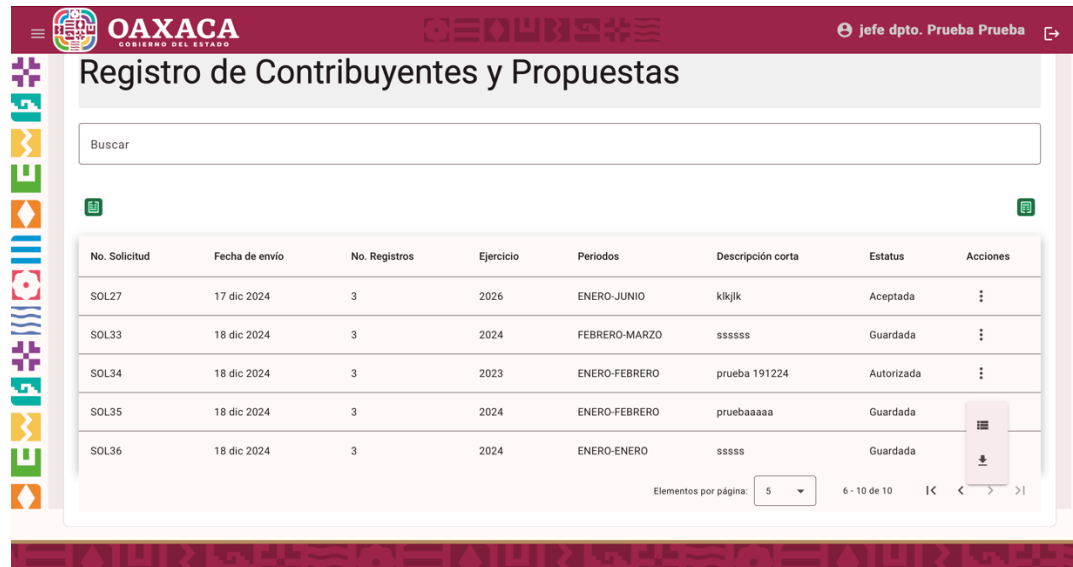 OAXACA
GOBIERNO DEL ESTADO
jefe dpto. Prueba Prueba
Registro de Contribuyentes y Propuestas
Buscar
No. Solicitud Fecha de envío No. Registros Ejercicio Periodos Descripción corta Estatus Acciones
SOL27 17 dic 2024 3 2026 ENERO-JUNIO klkjlk Aceptada
SOL33 18 dic 2024 3 2024 FEBRERO-MARZO ssssss Guardada
SOL34 18 dic 2024 3 2023 ENERO-FEBRERO prueba 191224 Autorizada
SOL35 18 dic 2024 3 2024 ENERO-FEBRERO pruebaaaaa Guardada
SOL36 18 dic 2024 3 2024 ENERO-ENERO sssss Guardada
Elementos por página: 5 6 - 10 de 10